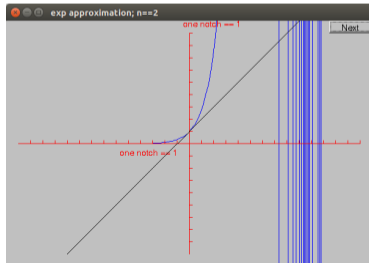 exp approximation; n==2
one notch == 1
Next
one notch == 1